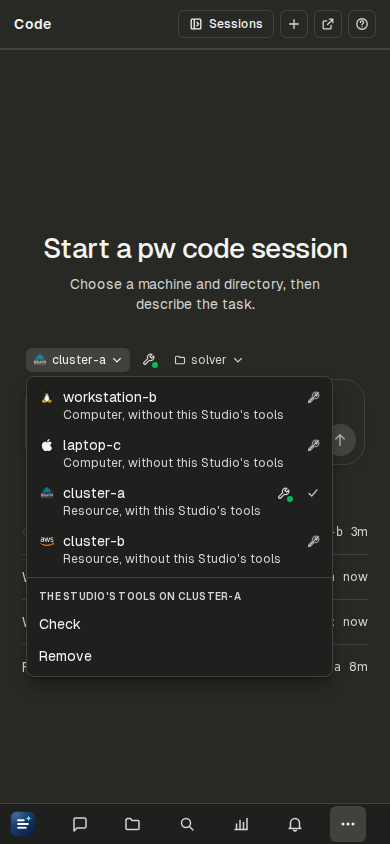 Code
Sessions
Start a pw code session
Choose a machine and directory, then
describe the task.
cluster-a
solver
workstation-b
Computer, without this Studio's tools
laptop-c
Computer, without this Studio's tools
cluster-a
Resource, with this Studio's tools
aws
cluster-b
Resource, without this Studio's tools
THE STUDIO'S TOOLS ON CLUSTER-A
Check
Remove
3m
now
now
8m